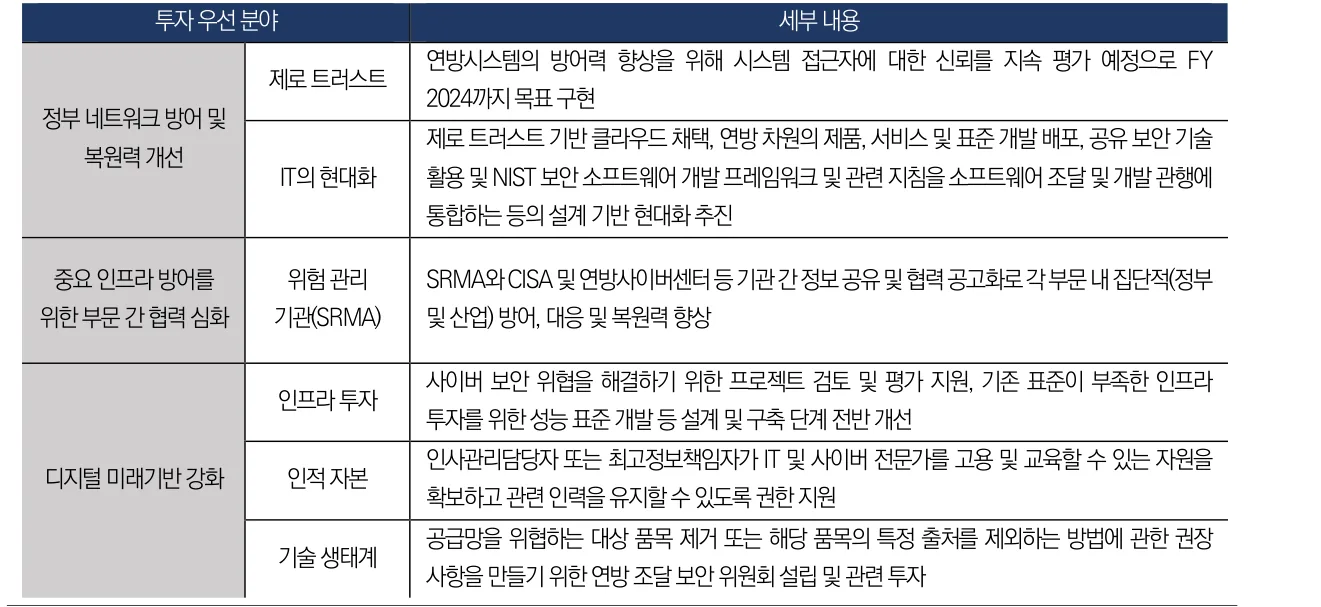 투자 우선 분야
세부 내용
정부 네트워크 방어 및
복원력 개선
제로 트러스트
연방시스템의 방어력 향상을 위해 시스템 접근자에 대한 신뢰를 지속 평가 예정으로 FY
2024까지 목표 구현
IT의 현대화
제로 트러스트 기반 클라우드 채택, 연방 차원의 제품, 서비스 및 표준 개발 배포, 공유 보안 기술
활용 및 NIST 보안 소프트웨어 개발 프레임워크 및 관련 지침을 소프트웨어 조달 및 개발 관행에
통합하는 등의 설계 기반 현대화 추진
중요 인프라 방어를
위한 부문 간 협력 심화
위험 관리
기관(SRMA)
SRMA와 CISA 및 연방사이버센터 등 기관 간 정보 공유 및 협력 공고화로 각 부문 내 집단적(정부
및 산업) 방어, 대응 및 복원력 향상
디지털 미래기반 강화
인프라 투자
사이버 보안 위협을 해결하기 위한 프로젝트 검토 및 평가 지원, 기존 표준이 부족한 인프라
투자를 위한 성능 표준 개발 등 설계 및 구축 단계 전반 개선
인적 자본
인사관리담당자 또는 최고정보책임자가 IT 및 사이버 전문가를 고용 및 교육할 수 있는 자원을
확보하고 관련 인력을 유지할 수 있도록 권한 지원
기술 생태계
공급망을 위협하는 대상 품목 제거 또는 해당 품목의 특정 출처를 제외하는 방법에 관한 권장
사항을 만들기 위한 연방 조달 보안 위원회 설립 및 관련 투자